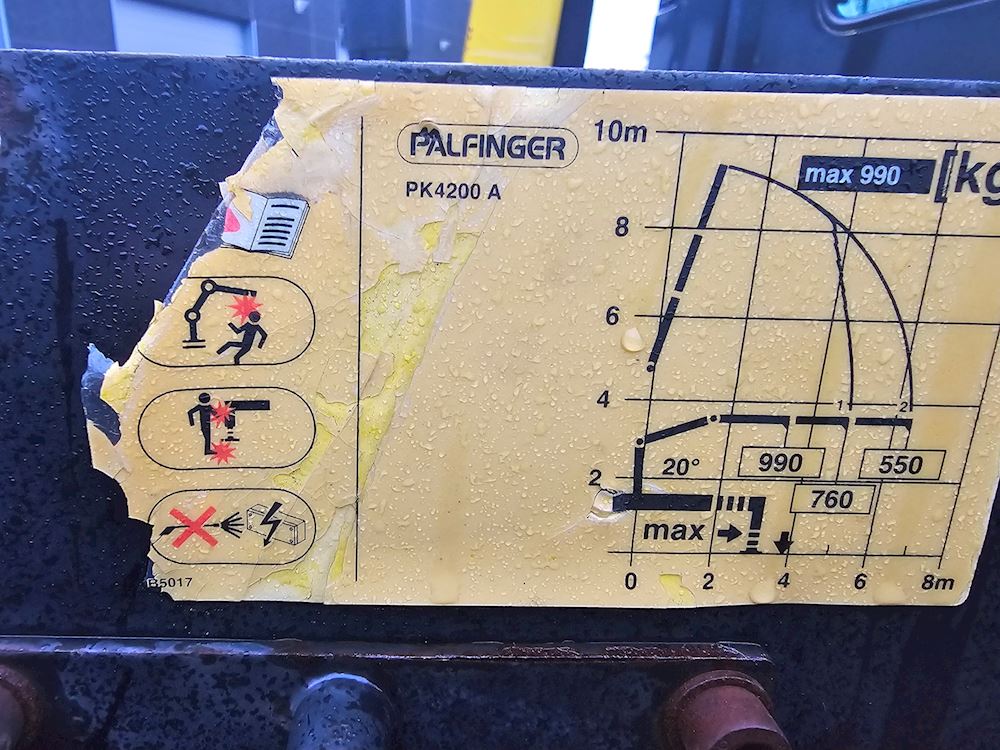 PALFINGER
PK4200 A
B5017
10m
max 990 [kg
8
6
4
1 2
20° 990 550
2
760
max
0 2 4 6 8m